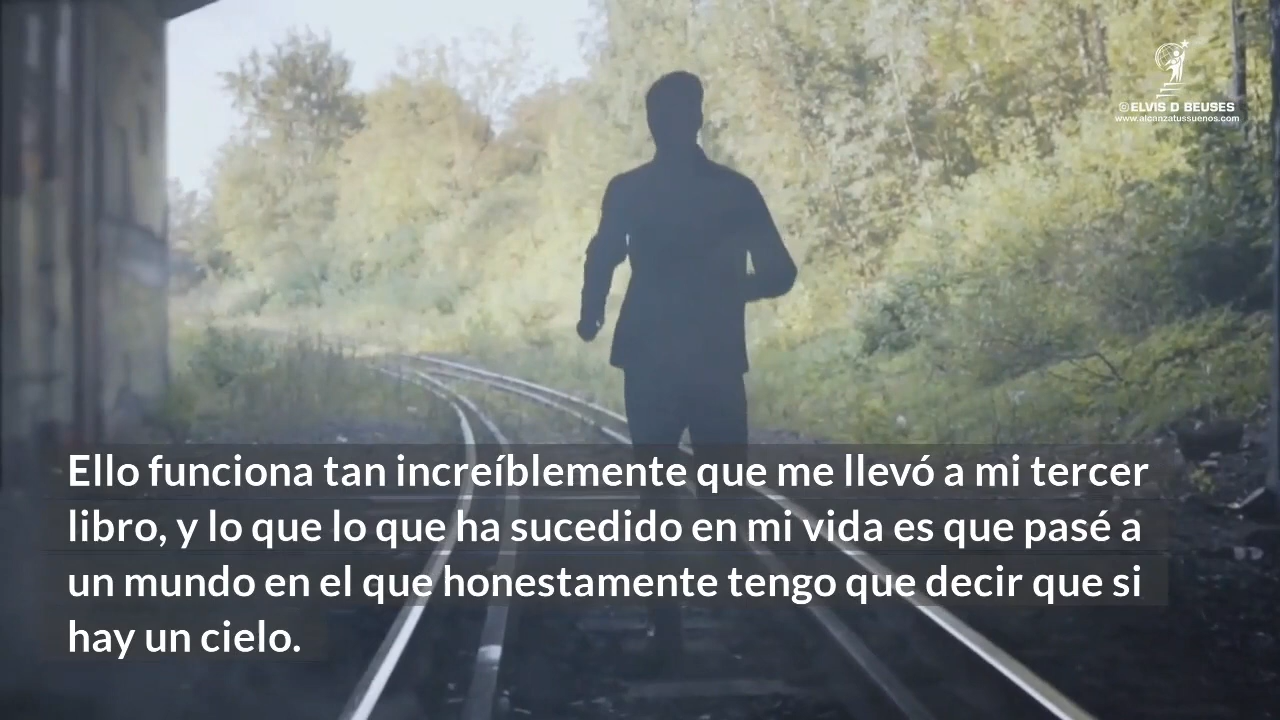 ©ELVIS D BEUSES
www.alcanzatussuenos.com
Ello funciona tan increíblemente que me llevó a mi tercer
libro, y lo que lo que ha sucedido en mi vida es que pasé a
un mundo en el que honestamente tengo que decir que si
hay un cielo.